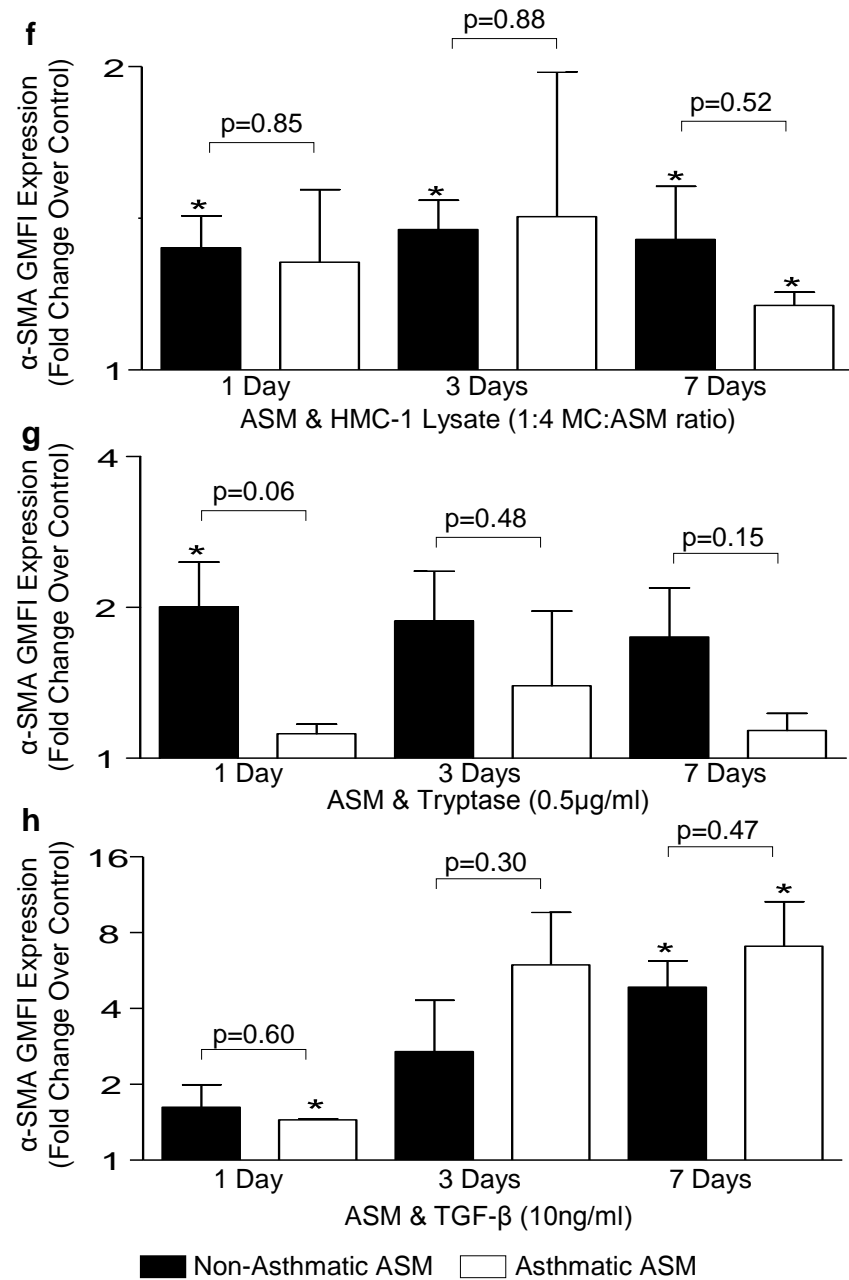 f
α-SMA GMFI Expression
(Fold Change Over Control)
2
1
p=0.85
p=0.88
p=0.52
*
*
*
*
1 Day
3 Days
7 Days
ASM & HMC-1 Lysate (1:4 MC:ASM ratio)
g
α-SMA GMFI Expression
(Fold Change Over Control)
4
2
1
p=0.06
p=0.48
p=0.15
*
1 Day
3 Days
7 Days
ASM & Tryptase (0.5µg/ml)
h
α-SMA GMFI Expression
(Fold Change Over Control)
16
8
4
2
1
p=0.60
p=0.30
p=0.47
*
*
*
1 Day
3 Days
7 Days
ASM & TGF-β (10ng/ml)
Non-Asthmatic ASM
Asthmatic ASM